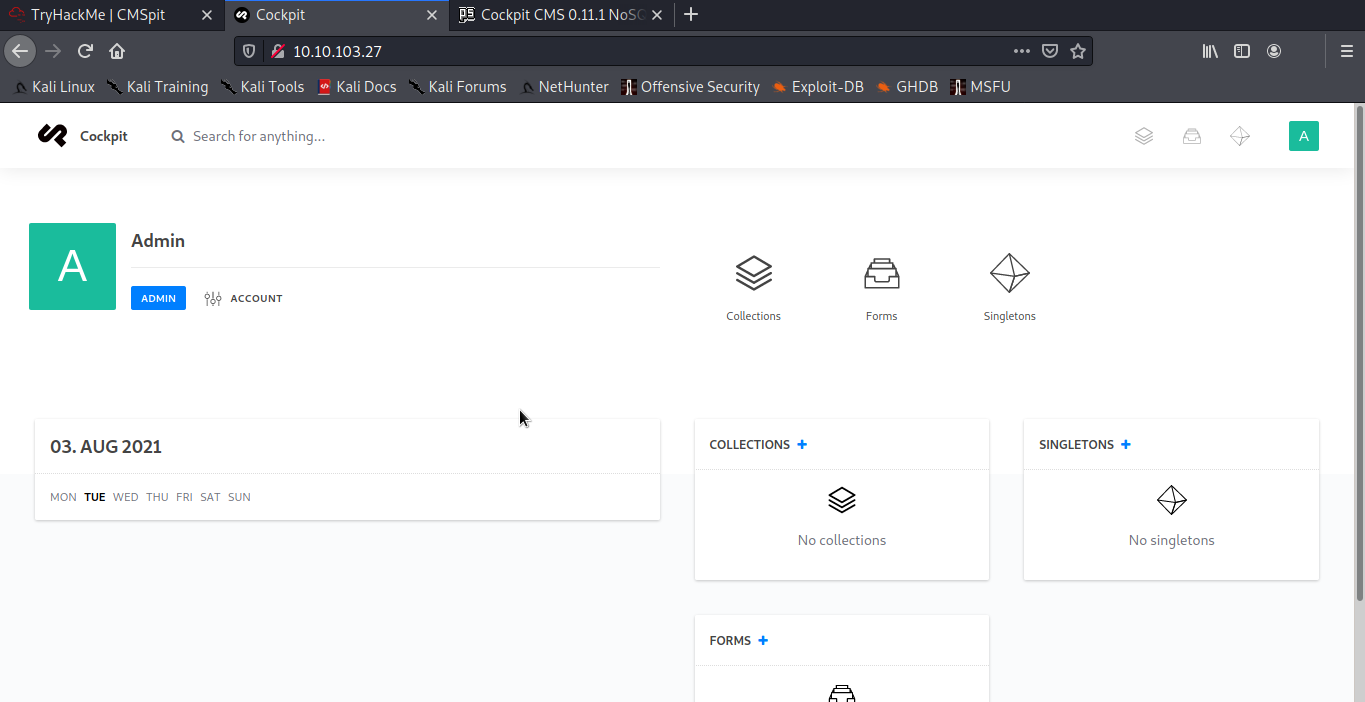 TryHackMe | CMSpit
Cockpit
Cockpit CMS 0.11.1 NoSQ
10.10.103.27
Kali Linux
Kali Training
Kali Tools
Kali Docs
Kali Forums
NetHunter
Offensive Security
Exploit-DB
GHDB
MSFU
Cockpit
Search for anything...
A
A
Admin
ADMIN
ACCOUNT
Collections
Forms
Singletons
03. AUG 2021
MON TUE WED THU FRI SAT SUN
COLLECTIONS +
No collections
SINGLETONS +
No singletons
FORMS +